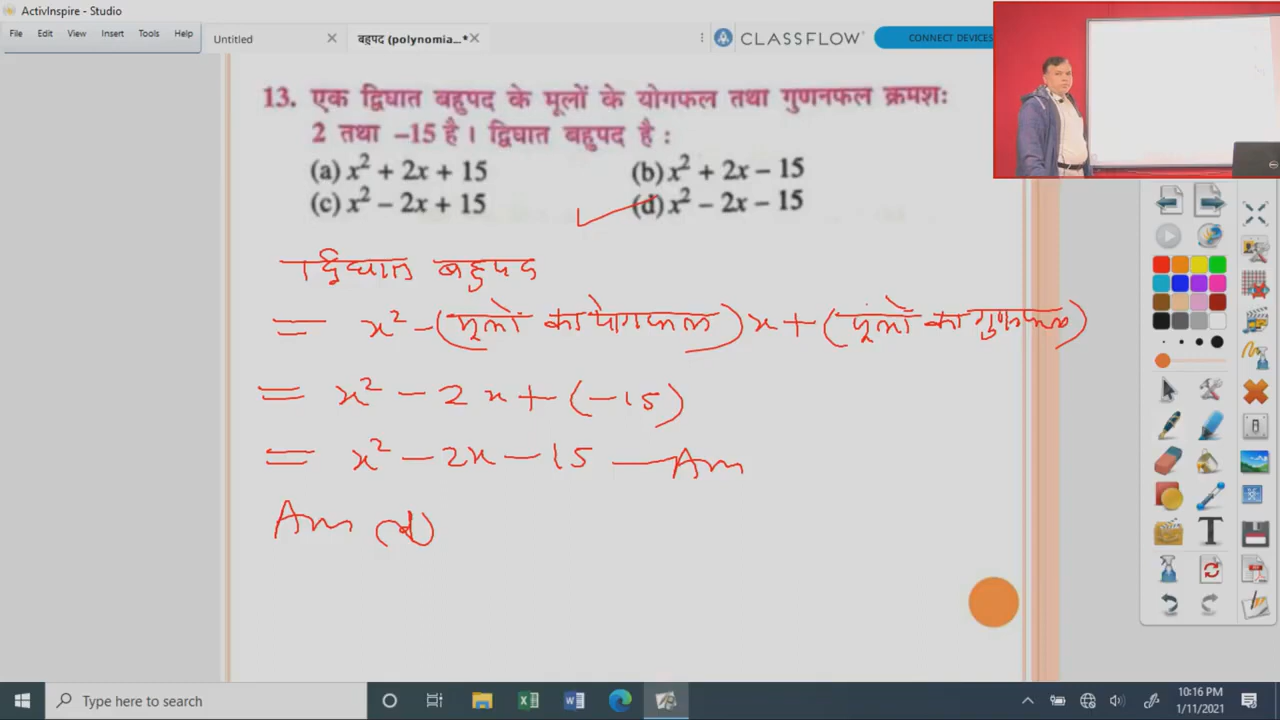 ActivInspire - Studio
File Edit View Insert Tools Help
Untitled
बहुपद (polynomia...*
CLASSFLOW
CONNECT DEVICES
13. एक द्विघात बहुपद के मूलों के योगफल तथा गुणनफल क्रमशः
2 तथा –15 है। द्विघात बहुपद है :
(a) x² + 2x + 15
(b) x² + 2x – 15
(c) x² – 2x + 15
(d) x² – 2x – 15
द्विघात बहुपद
= x² - (मूलों का योगफल) x + (मूलों का गुणनफल)
= x² - 2x + (-15)
= x² - 2x - 15 — Ans
Ans (d)
Type here to search
10:16 PM
1/11/2021